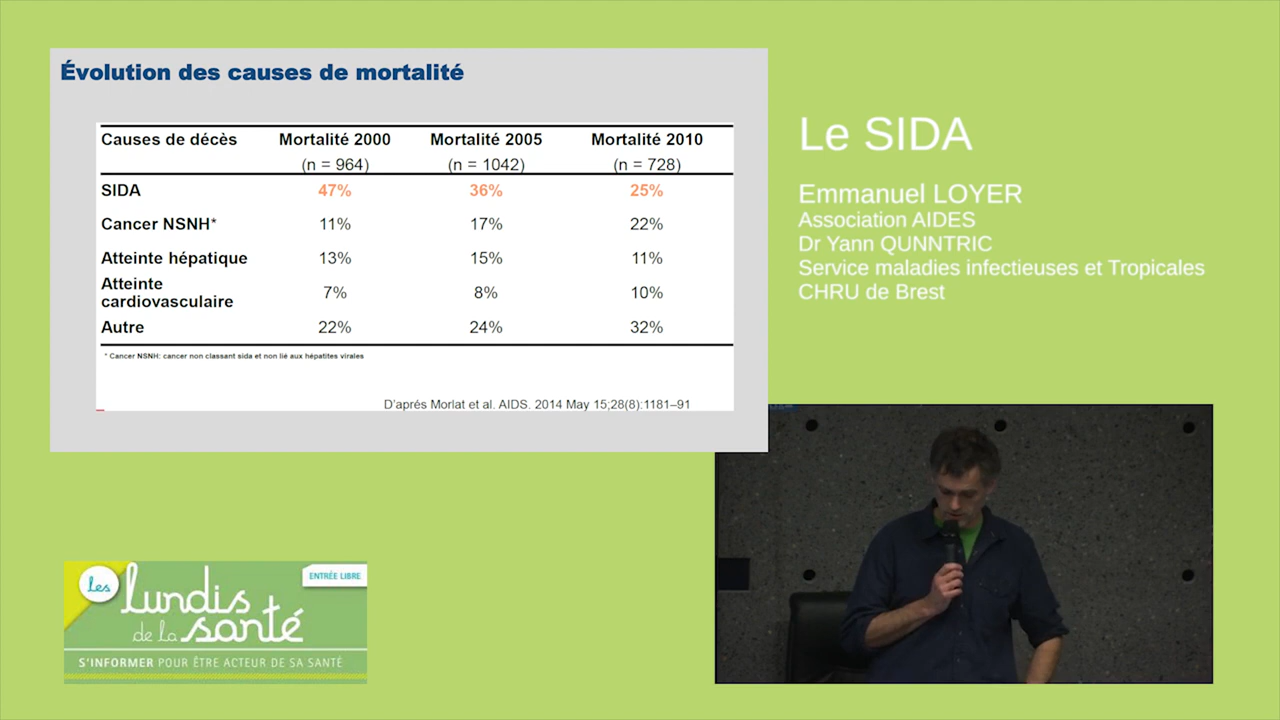 Évolution des causes de mortalité
Causes de décès Mortalité 2000 Mortalité 2005 Mortalité 2010
(n = 964) (n = 1042) (n = 728)
SIDA 47% 36% 25%
Cancer NSNH* 11% 17% 22%
Atteinte hépatique 13% 15% 11%
Atteinte
cardiovasculaire 7% 8% 10%
Autre 22% 24% 32%
* Cancer NSNH: cancer non classant sida et non lié aux hépatites virales
D'aprés Morlat et al. AIDS. 2014 May 15;28(8):1181–91
Le SIDA
Emmanuel LOYER
Association AIDES
Dr Yann QUNNTRIC
Service maladies infectieuses et Tropicales
CHRU de Brest
les
lundis
de la santé
ENTRÉE LIBRE
S'INFORMER POUR ÊTRE ACTEUR DE SA SANTÉ